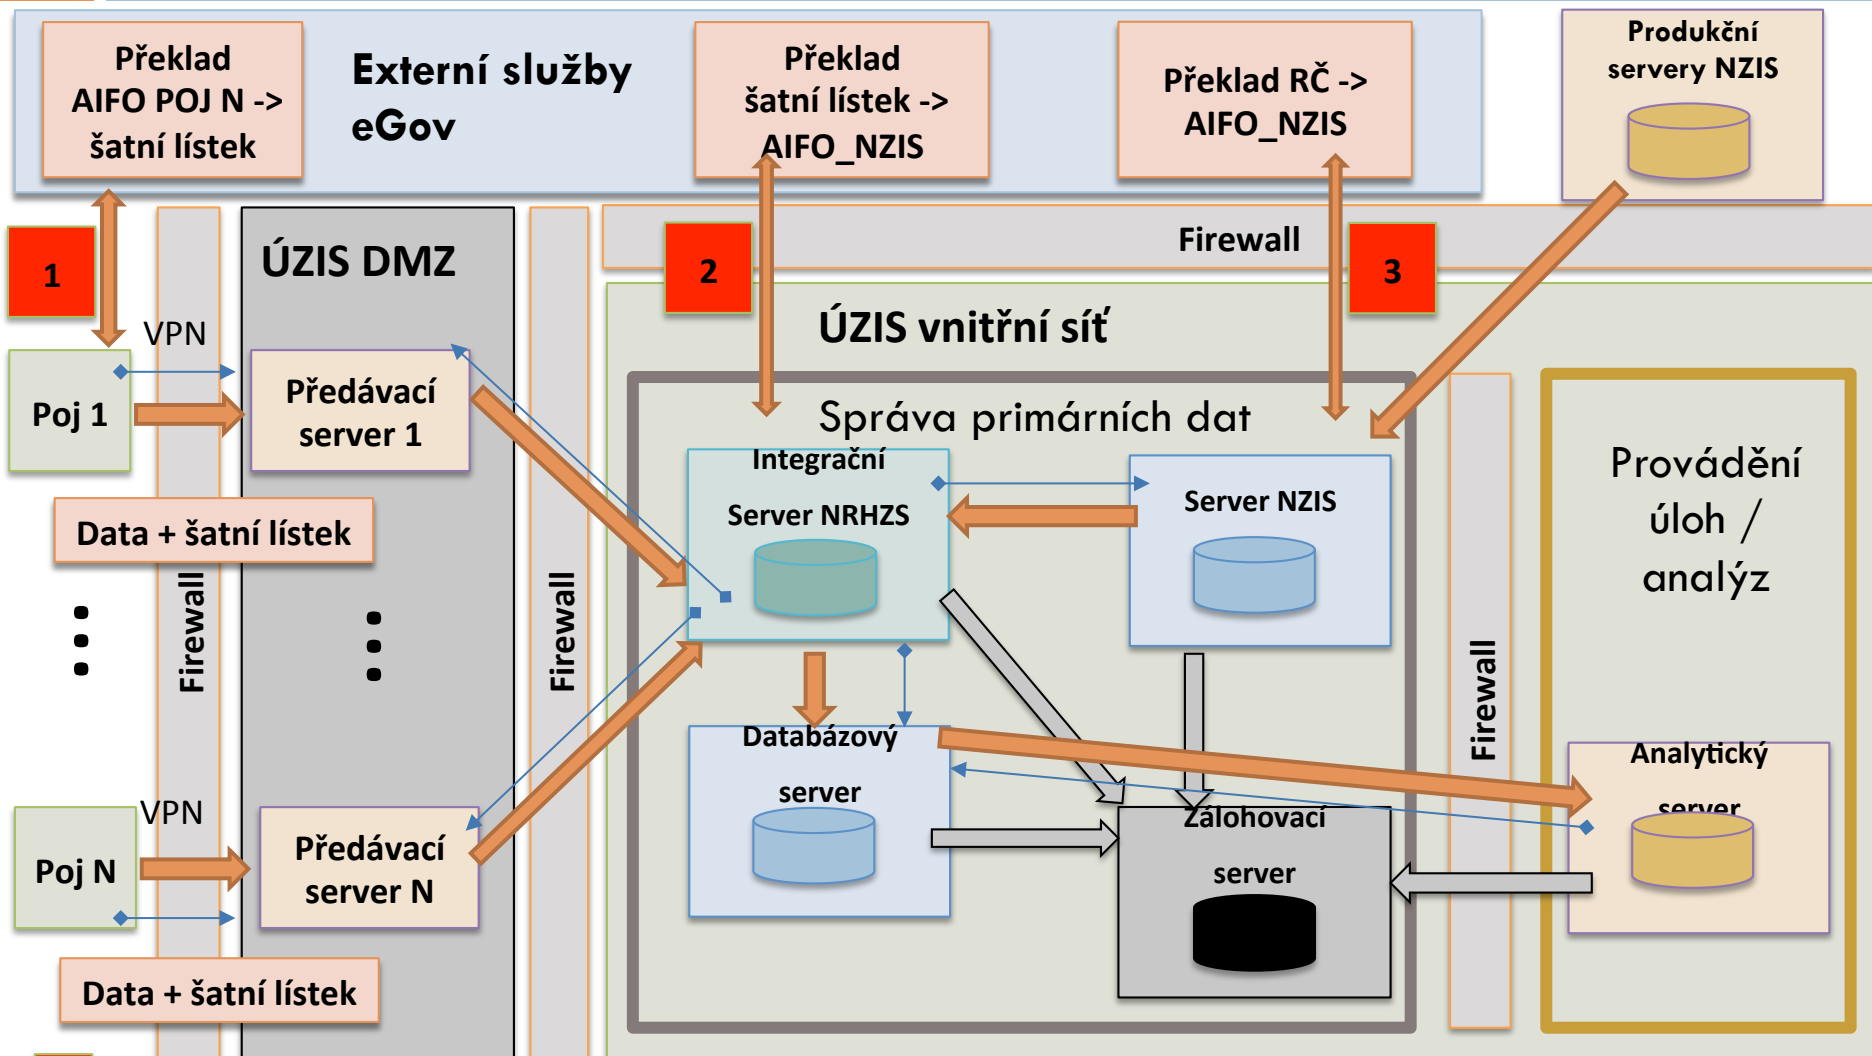 Překlad
AIFO POJ N ->
šatní lístek
Externí služby
eGov
Překlad
šatní lístek ->
AIFO_NZIS
Překlad RČ ->
AIFO_NZIS
Produkční
servery NZIS
1
ÚZIS DMZ
2
Firewall
3
ÚZIS vnitřní síť
VPN
Poj 1
Předávací
server 1
Data + šatní lístek
Firewall
Firewall
Správa primárních dat
Integrační
Server NRHZS
Server NZIS
Firewall
Provádění
úloh /
analýz
Databázový
server
Zálohovací
server
Analytický
server
VPN
Poj N
Předávací
server N
Data + šatní lístek